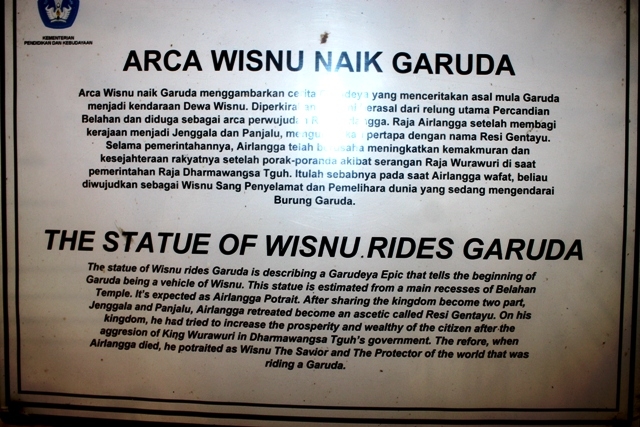 KEMENTERIAN
PENDIDIKAN DAN KEBUDAYAAN
ARCA WISNU NAIK GARUDA
Arca Wisnu naik Garuda menggambarkan cerita yang menceritakan asal mula Garuda
menjadi kendaraan Dewa Wisnu. berasal dari relung utama Percandian
Belahan dan diduga sebagai arca Raja Airlangga setelah membagi
kerajaan menjadi Jenggala dan Panjalu, pertapa dengan nama Resi Gentayu.
Selama pemerintahannya, Airlangga telah meningkatkan kemakmuran dan
kesejahteraan rakyatnya setelah porak-poranda akibat serangan Raja Wurawuri di saat
pemerintahan Raja Dharmawangsa Tguh. Itulah sebabnya pada saat Airlangga wafat, beliau
diwujudkan sebagai Wisnu Sang Penyelamat dan Pemelihara dunia yang sedang mengendarai
Burung Garuda.
THE STATUE OF WISNU RIDES GARUDA
The statue of Wisnu rides Garuda is describing a Garudeya Epic that tells the beginning of
Garuda being a vehicle of Wisnu. This statue is estimated from a main recesses of Belahan
Temple. It's expected as Airlangga Potrait. After sharing the kingdom become two part,
Jenggala and Panjalu, Airlangga retreated become an ascetic called Resi Gentayu. On his
kingdom, he had tried to increase the prosperity and wealthy of the citizen after the
aggresion of King Wurawuri in Dharmawangsa Tguh's government. The refore, when
Airlangga died, he potraited as Wisnu The Savior and The Protector of the world that was
riding a Garuda.